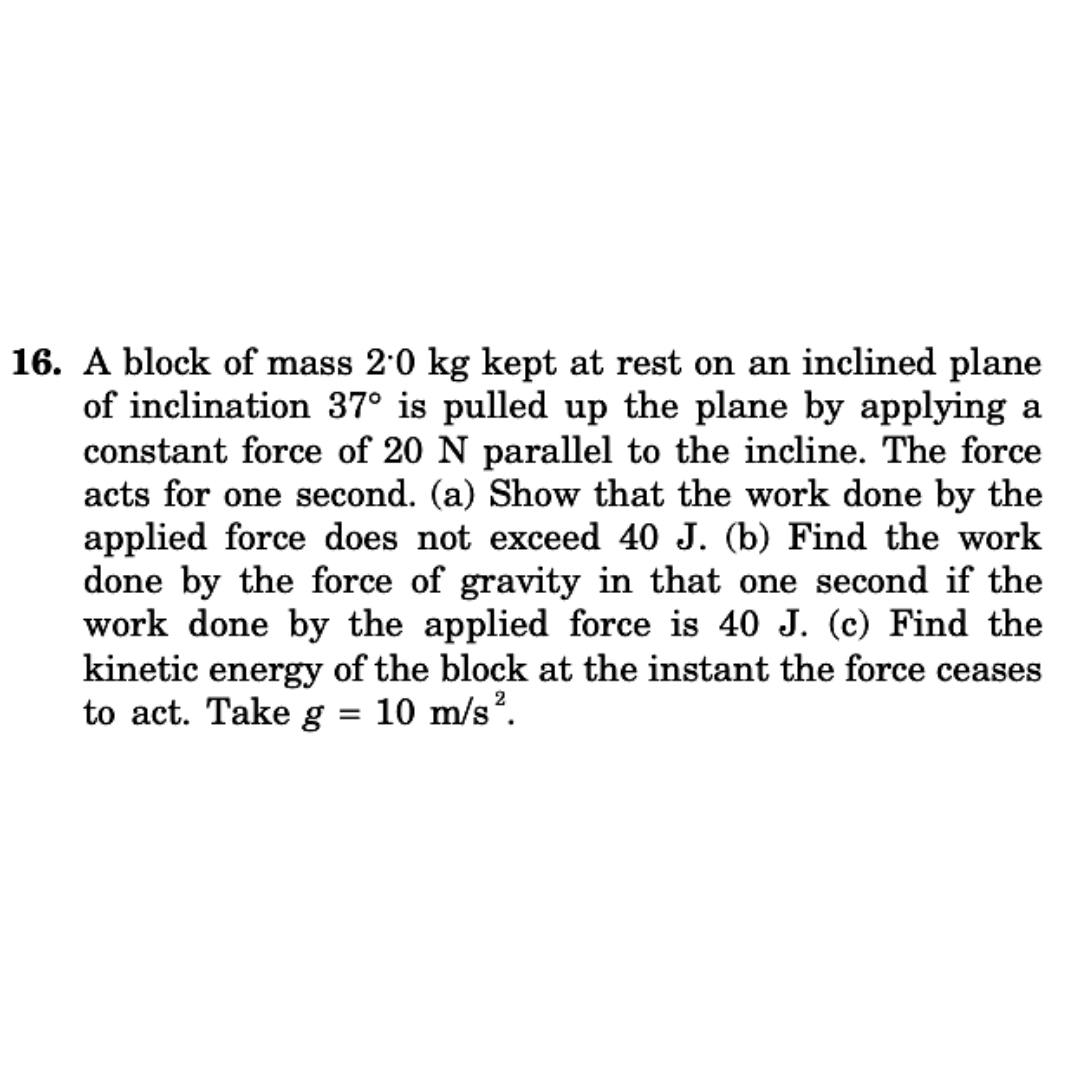 16. A block of mass 2·0 kg kept at rest on an inclined plane
of inclination 37° is pulled up the plane by applying a
constant force of 20 N parallel to the incline. The force
acts for one second. (a) Show that the work done by the
applied force does not exceed 40 J. (b) Find the work
done by the force of gravity in that one second if the
work done by the applied force is 40 J. (c) Find the
kinetic energy of the block at the instant the force ceases
to act. Take g = 10 m/s².